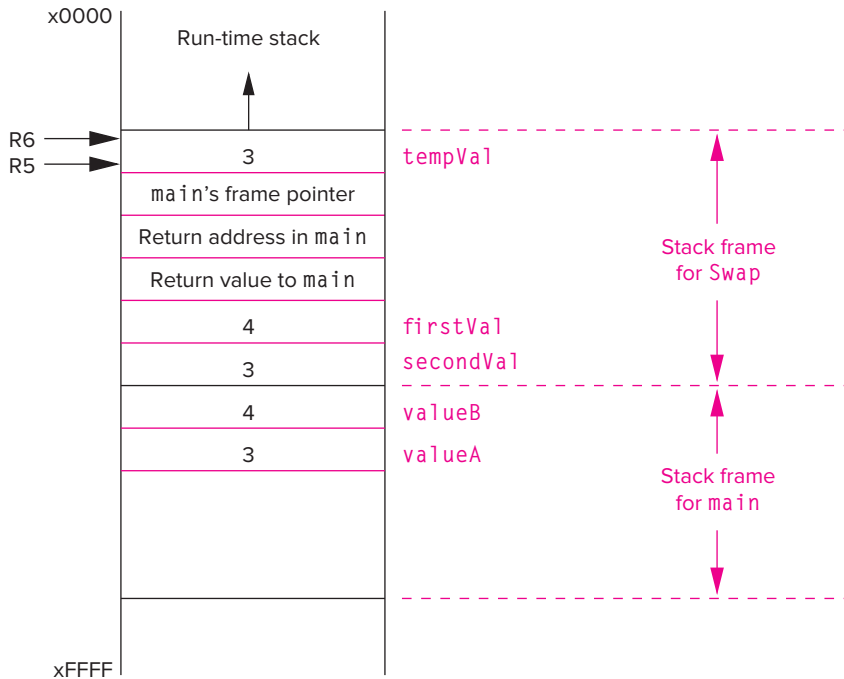 x0000
Run-time stack
R6
R5
3
tempVal
main's frame pointer
Return address in main
Return value to main
Stack frame
for Swap
4
firstVal
3
secondVal
4
valueB
3
valueA
Stack frame
for main
xFFFF